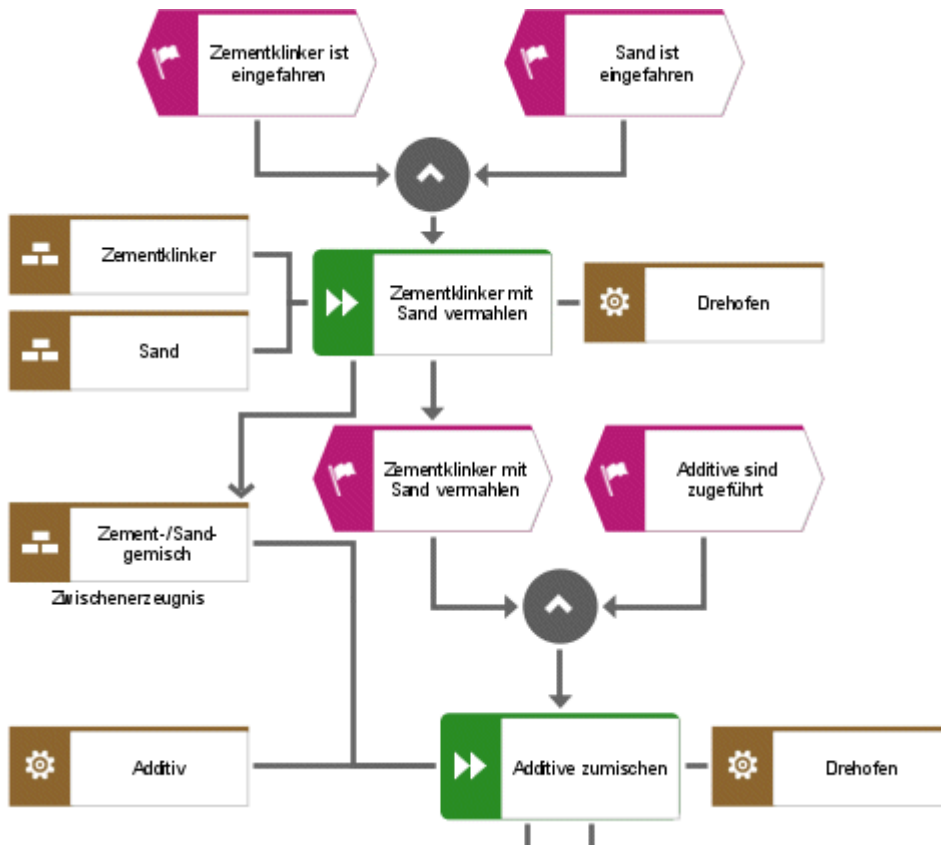 Zementklinker ist
eingefahren
Sand ist
eingefahren
Zementklinker
Zementklinker mit
Sand vermahlen
Drehofen
Sand
Zementklinker mit
Sand vermahlen
Additive sind
zugeführt
Zement-/Sand-
gemisch
Zwischenerzeugnis
Additiv
Additive zumischen
Drehofen